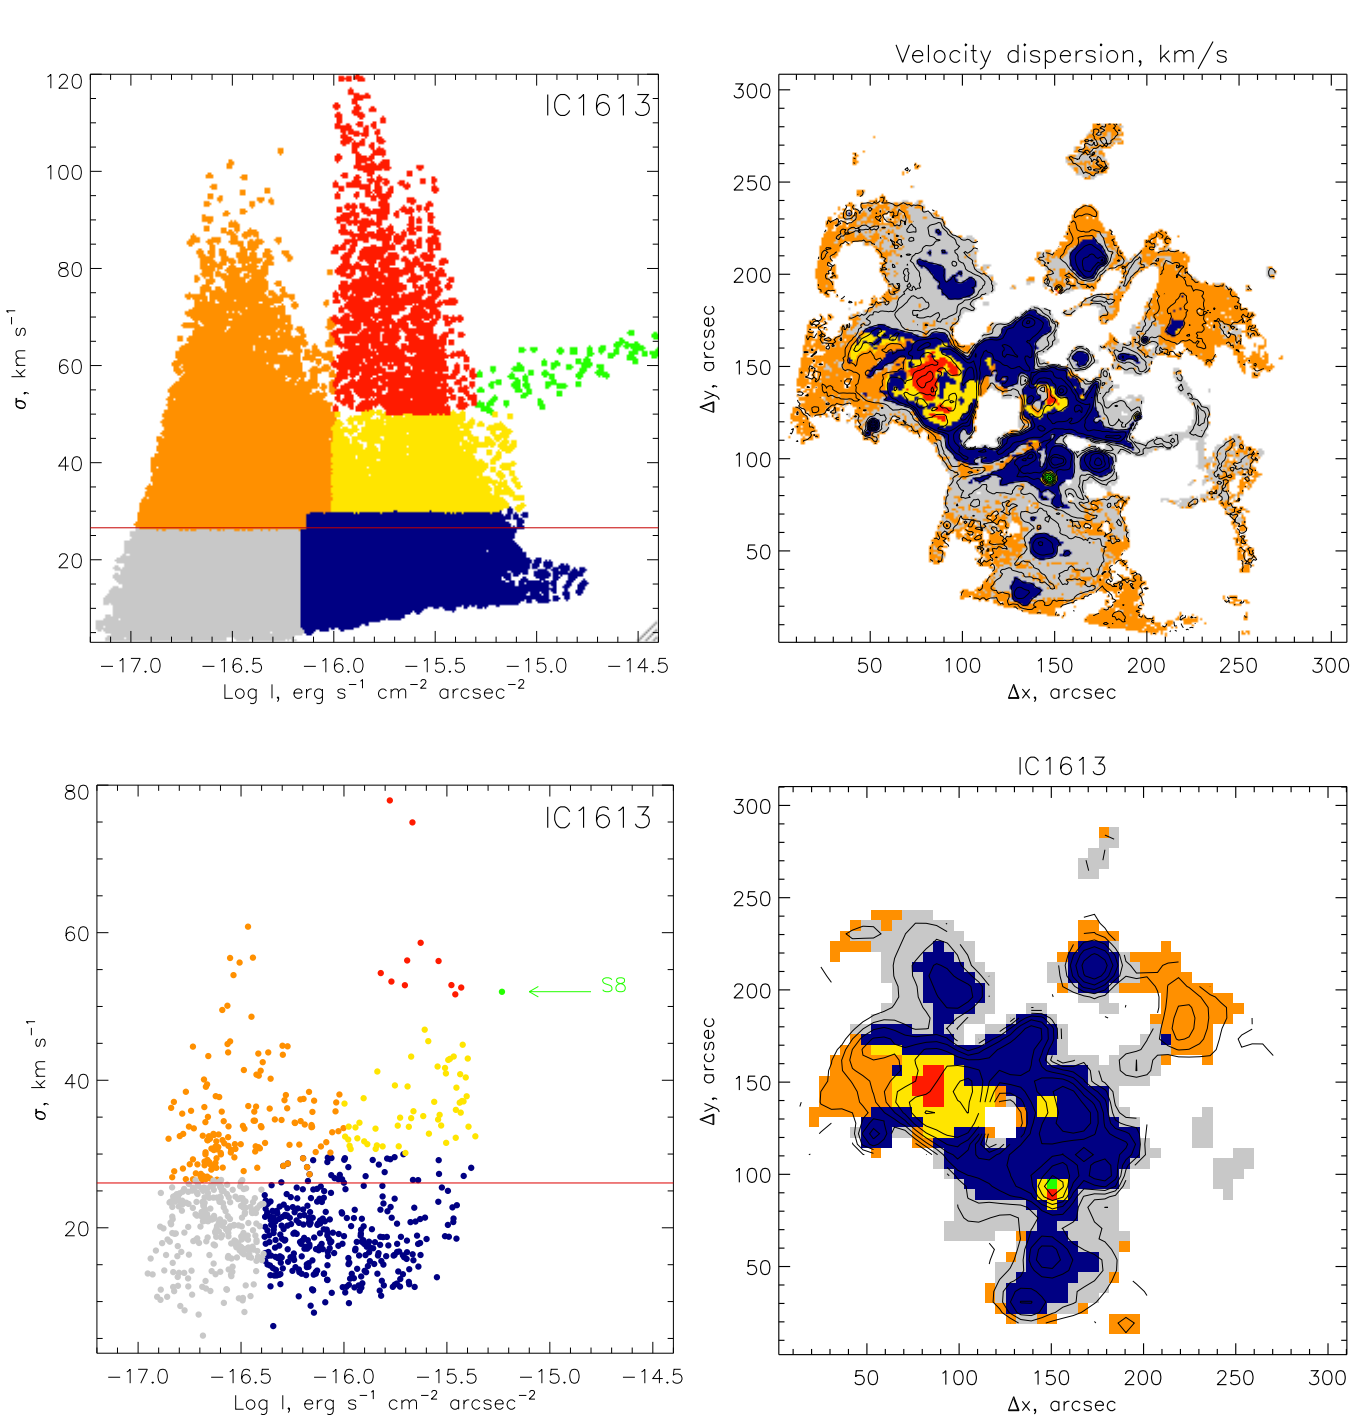 Velocity dispersion, km/s
IC1613
120
100
80
60
40
20
σ, km s⁻¹
−17.0 −16.5 −16.0 −15.5 −15.0 −14.5
Log I, erg s⁻¹ cm⁻² arcsec⁻²
300
250
200
150
100
50
Δy, arcsec
50 100 150 200 250 300
Δx, arcsec
IC1613
80
60
40
20
σ, km s⁻¹
S8
−17.0 −16.5 −16.0 −15.5 −15.0 −14.5
Log I, erg s⁻¹ cm⁻² arcsec⁻²
IC1613
300
250
200
150
100
50
Δy, arcsec
50 100 150 200 250 300
Δx, arcsec